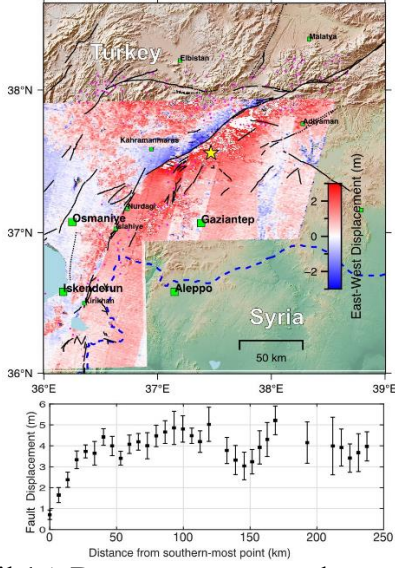 Turkey
Malatya
Elbistan
38°N
Adıyaman
Kahramanmaras
Nurdagi
Osmaniye
Gaziantep
Islahiye
37°N
Iskenderun
Aleppo
Kirikhan
Syria
50 km
36°N
36°E
37°E
38°E
39°E
2
0
−2
East-West Displacement (m)
Fault Displacement (m)
6
5
4
3
2
1
0
0
50
100
150
200
250
Distance from southern-most point (km)